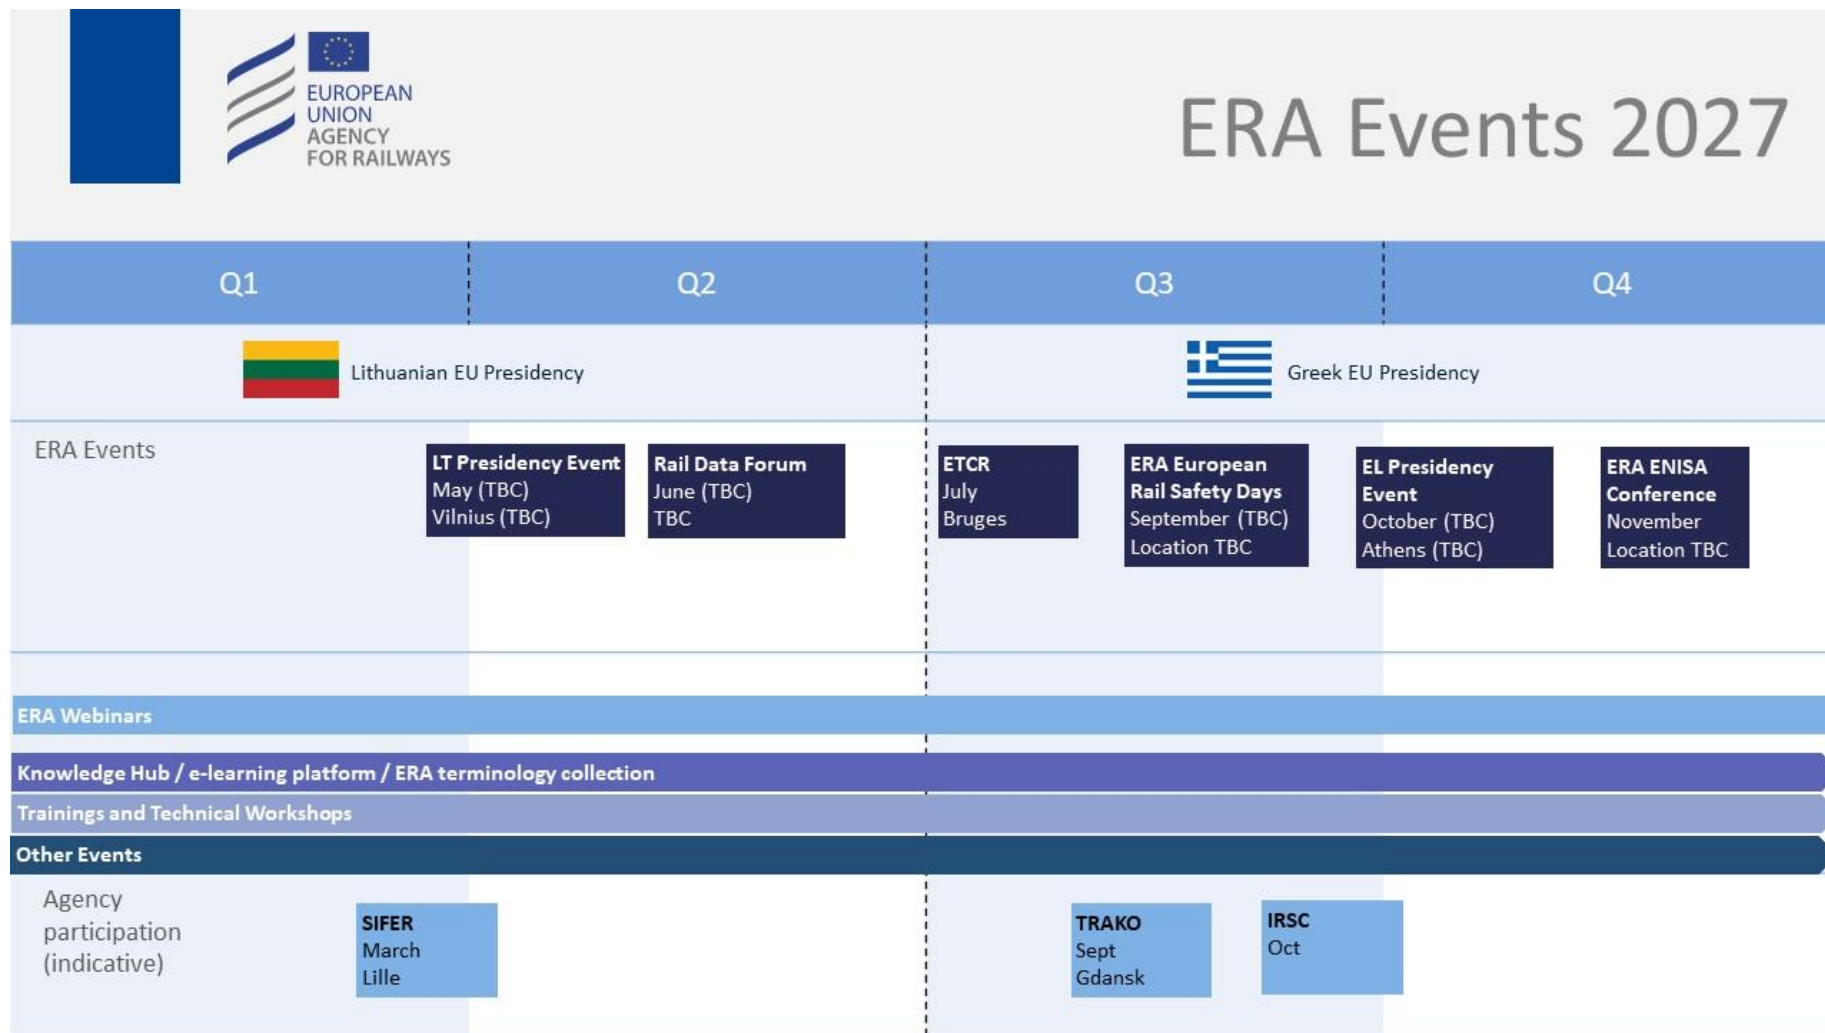 EUROPEAN
UNION
AGENCY
FOR RAILWAYS
ERA Events 2027
Q1
Q2
Q3
Q4
Lithuanian EU Presidency
Greek EU Presidency
ERA Events
LT Presidency Event
May (TBC)
Vilnius (TBC)
Rail Data Forum
June (TBC)
TBC
ETCR
July
Bruges
ERA European
Rail Safety Days
September (TBC)
Location TBC
EL Presidency
Event
October (TBC)
Athens (TBC)
ERA ENISA
Conference
November
Location TBC
ERA Webinars
Knowledge Hub / e-learning platform / ERA terminology collection
Trainings and Technical Workshops
Other Events
Agency
participation
(indicative)
SIFER
March
Lille
TRAKO
Sept
Gdansk
IRSC
Oct